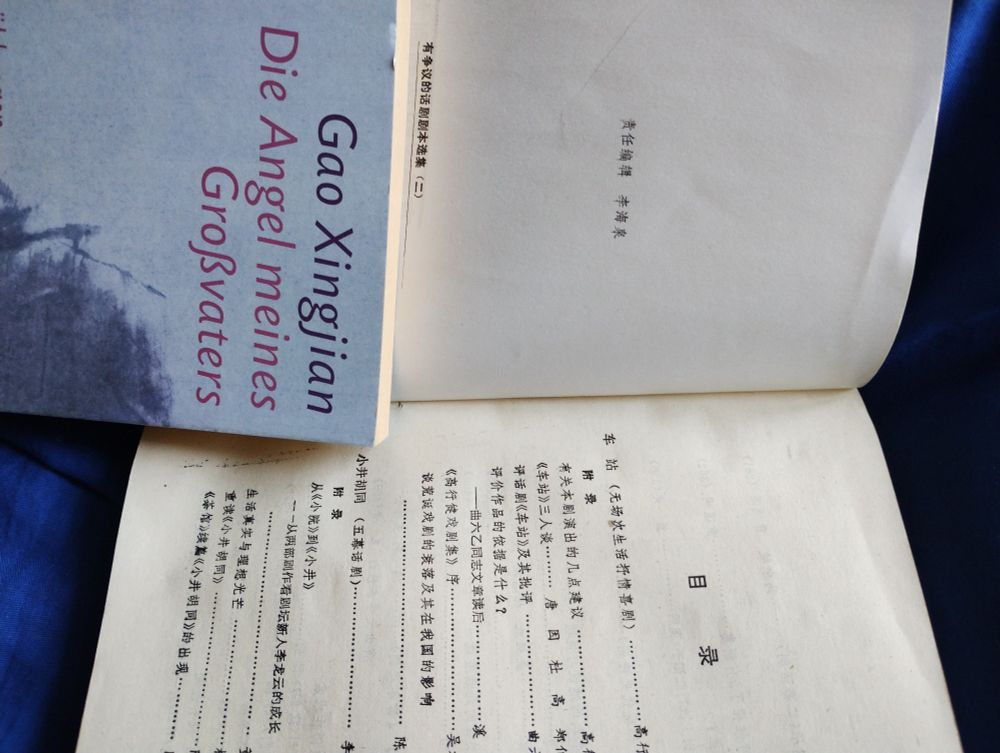 Gao Xingjian
Die Angel meines
Großvaters
有争议的话剧剧本选集(二)
责任编辑 李海泉
目 录
车 站 (无场次生活抒情喜剧)………………高行
附 录
有关本剧演出的几点建议 ………………高行
《车站》三人谈……… 唐 因 杜 高 郑伯
评话剧《车站》及其批评 ………………曲六
评价作品的依据是什么?
——曲六乙同志文章读后………………溪
《高行健戏剧集》序………………吴
谈荒诞戏剧的衰落及其在我国的影响
………………陈
小井胡同 (五幕话剧)………………李
附 录
从《小院》到《小井》
——从两部剧作看剧坛新人李龙云的成长
………………
生活真实与理想光芒 ………………
重读《小井胡同》 ………………
《茶馆》续篇《小井胡同》的出现 ………………